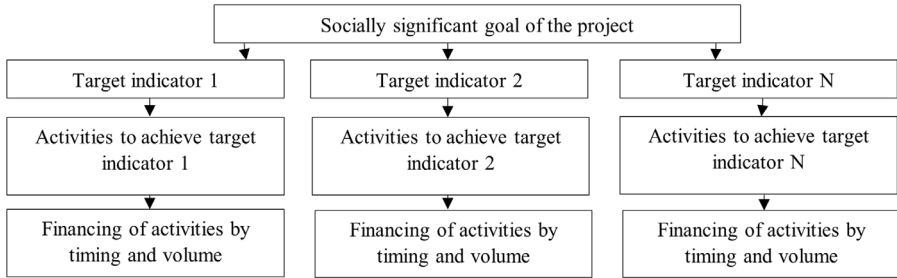 Socially significant goal of the project
Target indicator 1
Target indicator 2
Target indicator N
Activities to achieve target
indicator 1
Activities to achieve target
indicator 2
Activities to achieve target
indicator N
Financing of activities by
timing and volume
Financing of activities by
timing and volume
Financing of activities by
timing and volume